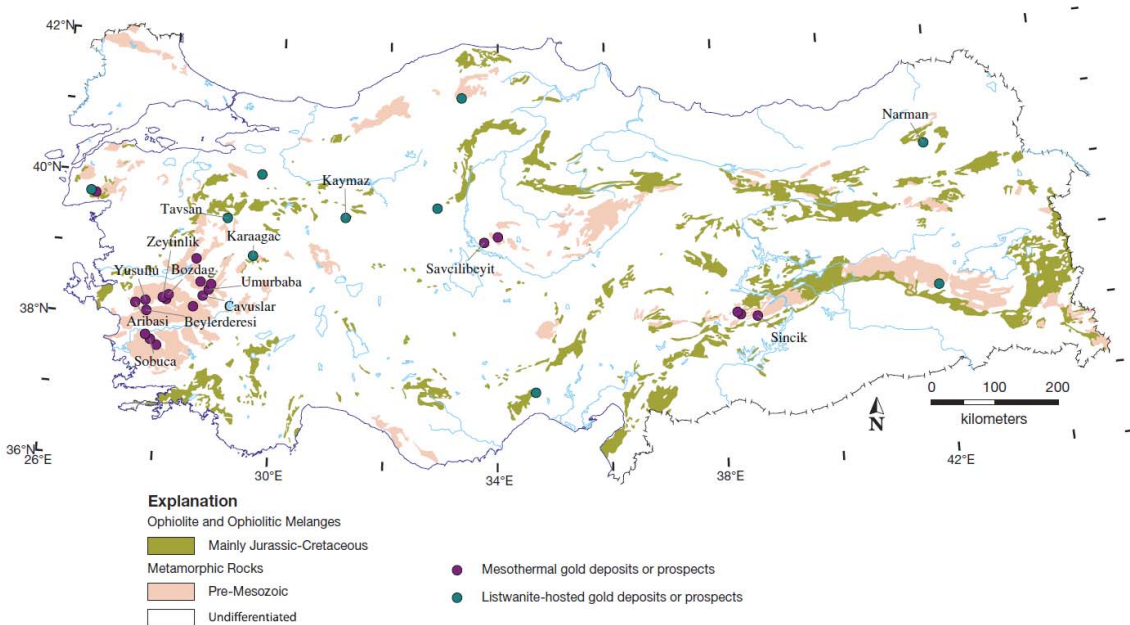 42°N
40°N
38°N
36°N
26°E
30°E
34°E
38°E
42°E
Narman
Kaymaz
Tavsan
Karaagac
Zeytinlik
Yusuflu
Bozdag
Umurbaba
Savcilibeyit
Cavuslar
Aribasi
Beylerderesi
Sobuca
Sincik
0 100 200
kilometers
N
Explanation
Ophiolite and Ophiolitic Melanges
Mainly Jurassic-Cretaceous
Metamorphic Rocks
Pre-Mesozoic
Undifferentiated
Mesothermal gold deposits or prospects
Listwanite-hosted gold deposits or prospects